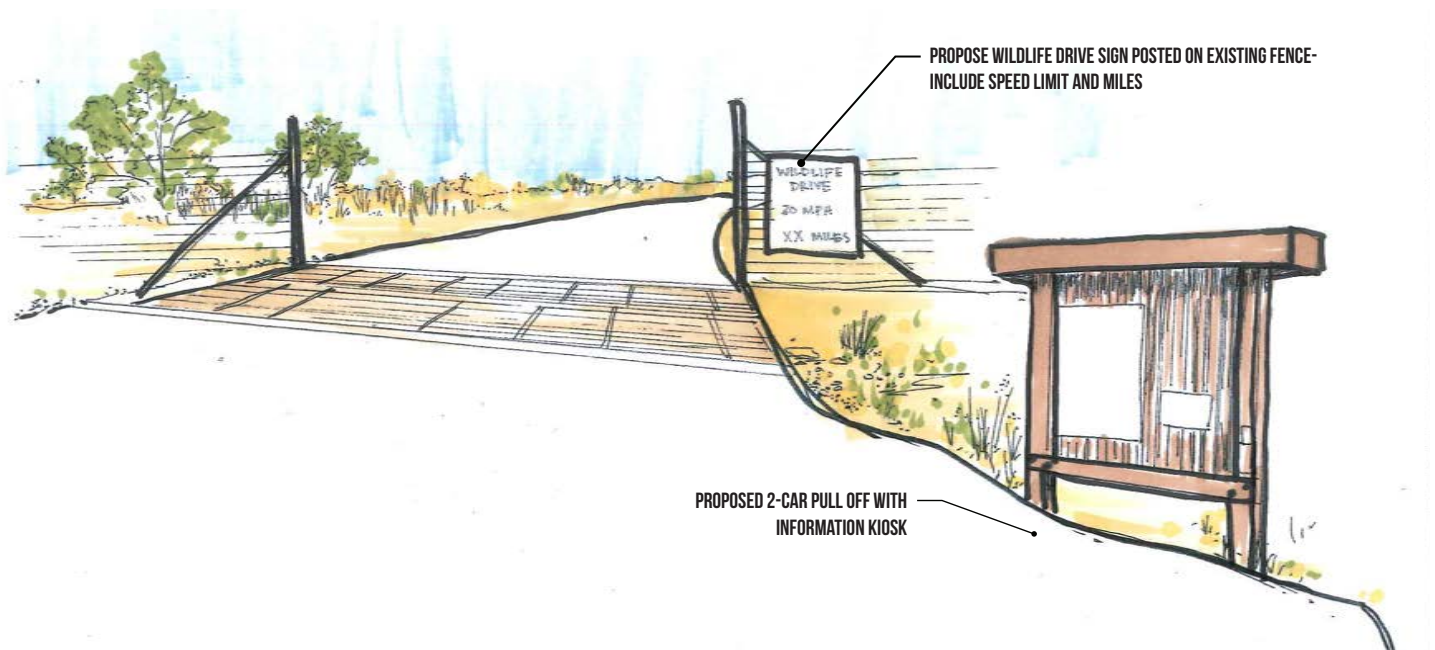 PROPOSE WILDLIFE DRIVE SIGN POSTED ON EXISTING FENCE-
INCLUDE SPEED LIMIT AND MILES
WILDLIFE
DRIVE
20 MPH
XX MILES
PROPOSED 2-CAR PULL OFF WITH
INFORMATION KIOSK